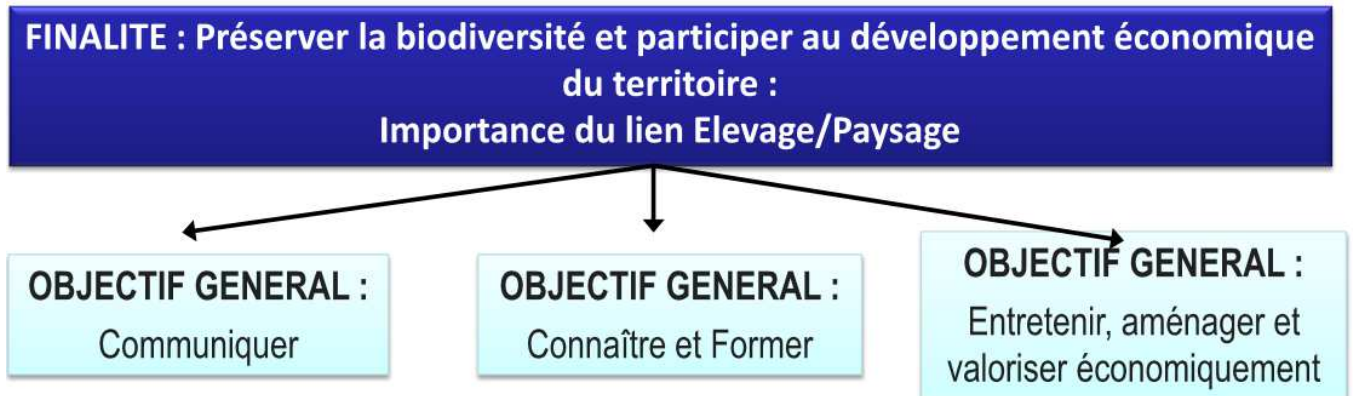 FINALITE : Préserver la biodiversité et participer au développement économique
du territoire :
Importance du lien Elevage/Paysage
OBJECTIF GENERAL :
Communiquer
OBJECTIF GENERAL :
Connaître et Former
OBJECTIF GENERAL :
Entretenir, aménager et
valoriser économiquement